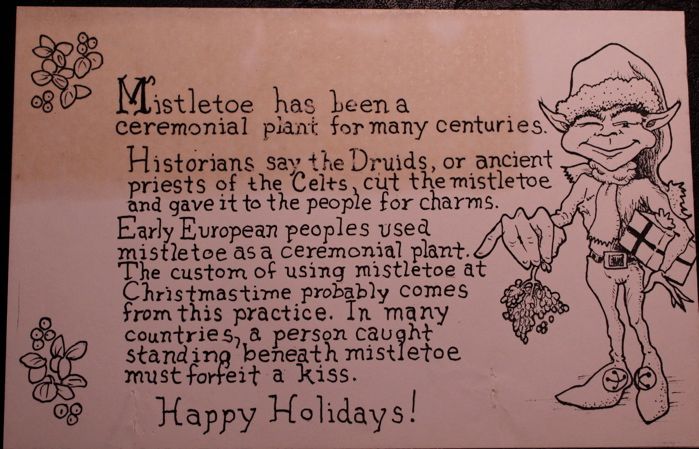 Mistletoe has been a
ceremonial plant for many centuries.
Historians say the Druids, or ancient
priests of the Celts, cut the mistletoe
and gave it to the people for charms.
Early European peoples used
mistletoe as a ceremonial plant.
The custom of using mistletoe at
Christmastime probably comes
from this practice. In many
countries, a person caught
standing beneath mistletoe
must forfeit a kiss.
Happy Holidays!